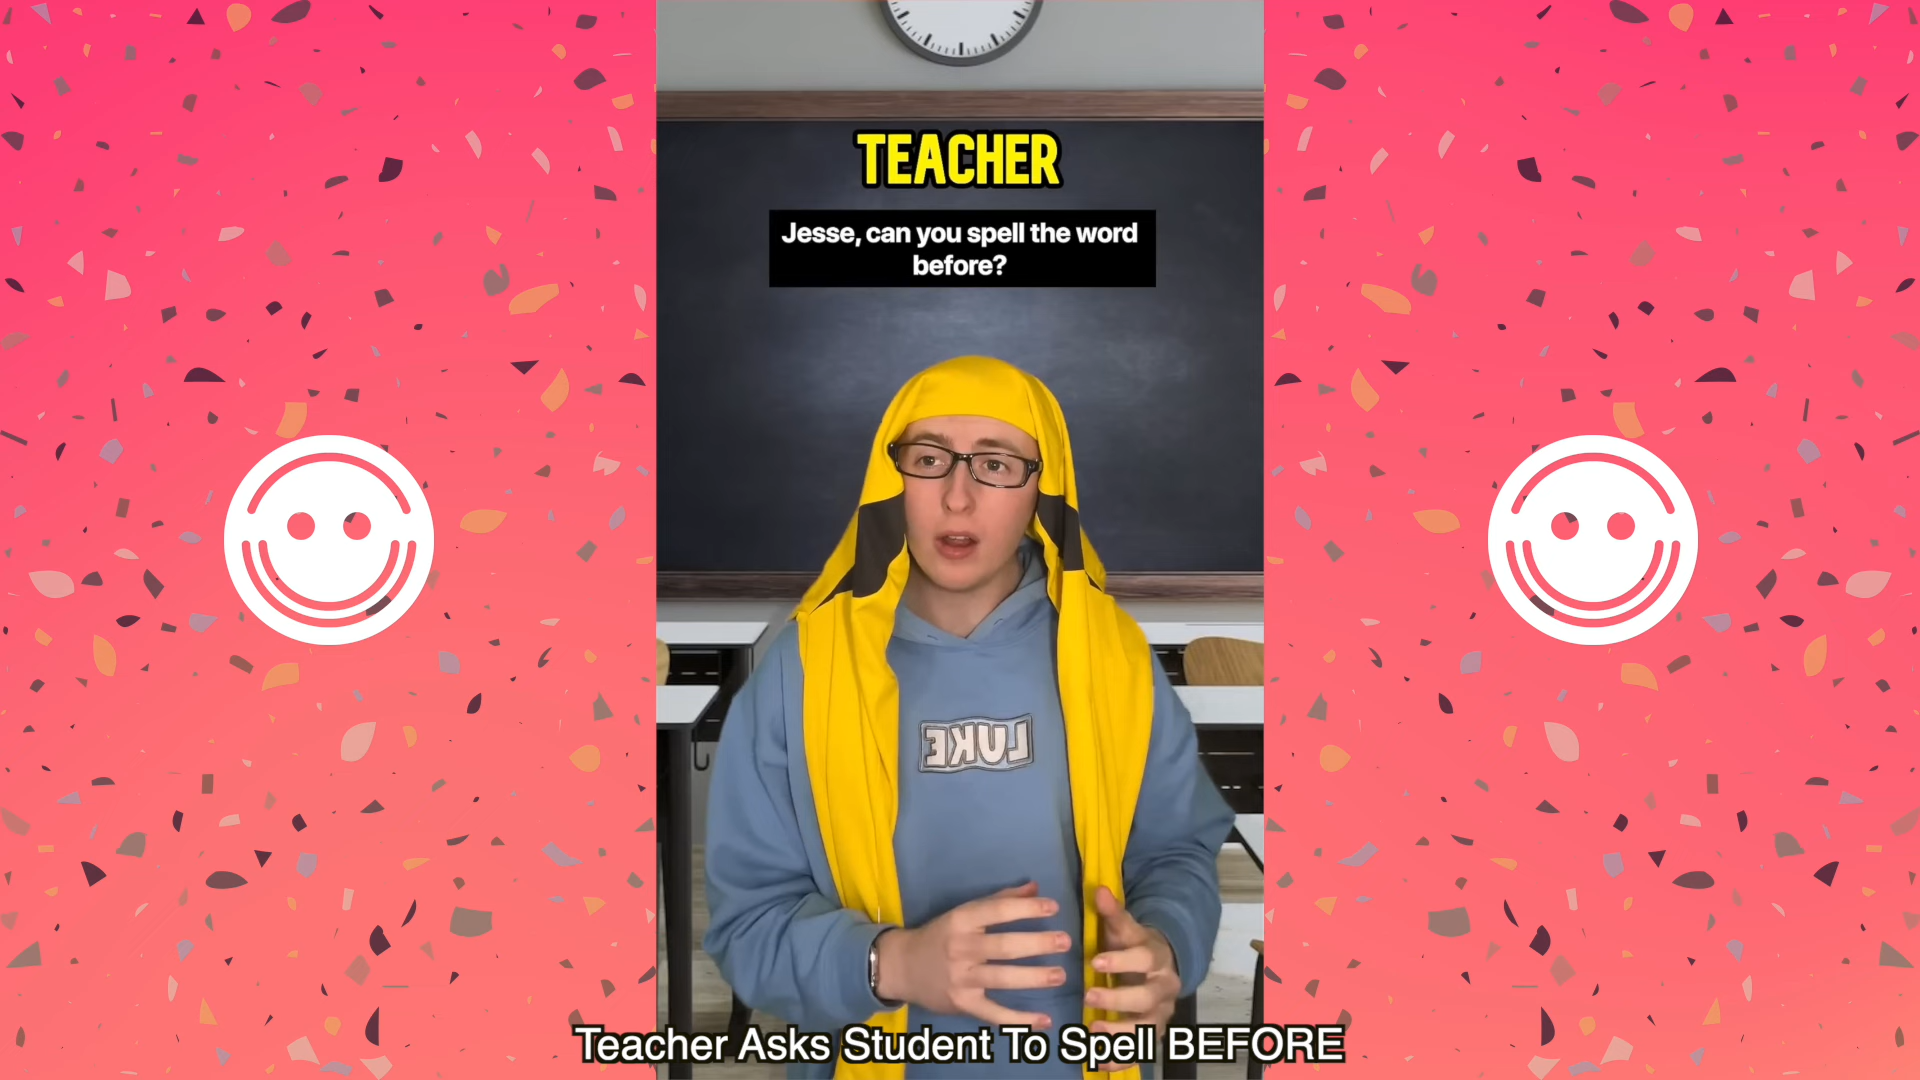 TEACHER
Jesse, can you spell the word
before?
LUKE
Teacher Asks Student To Spell BEFORE